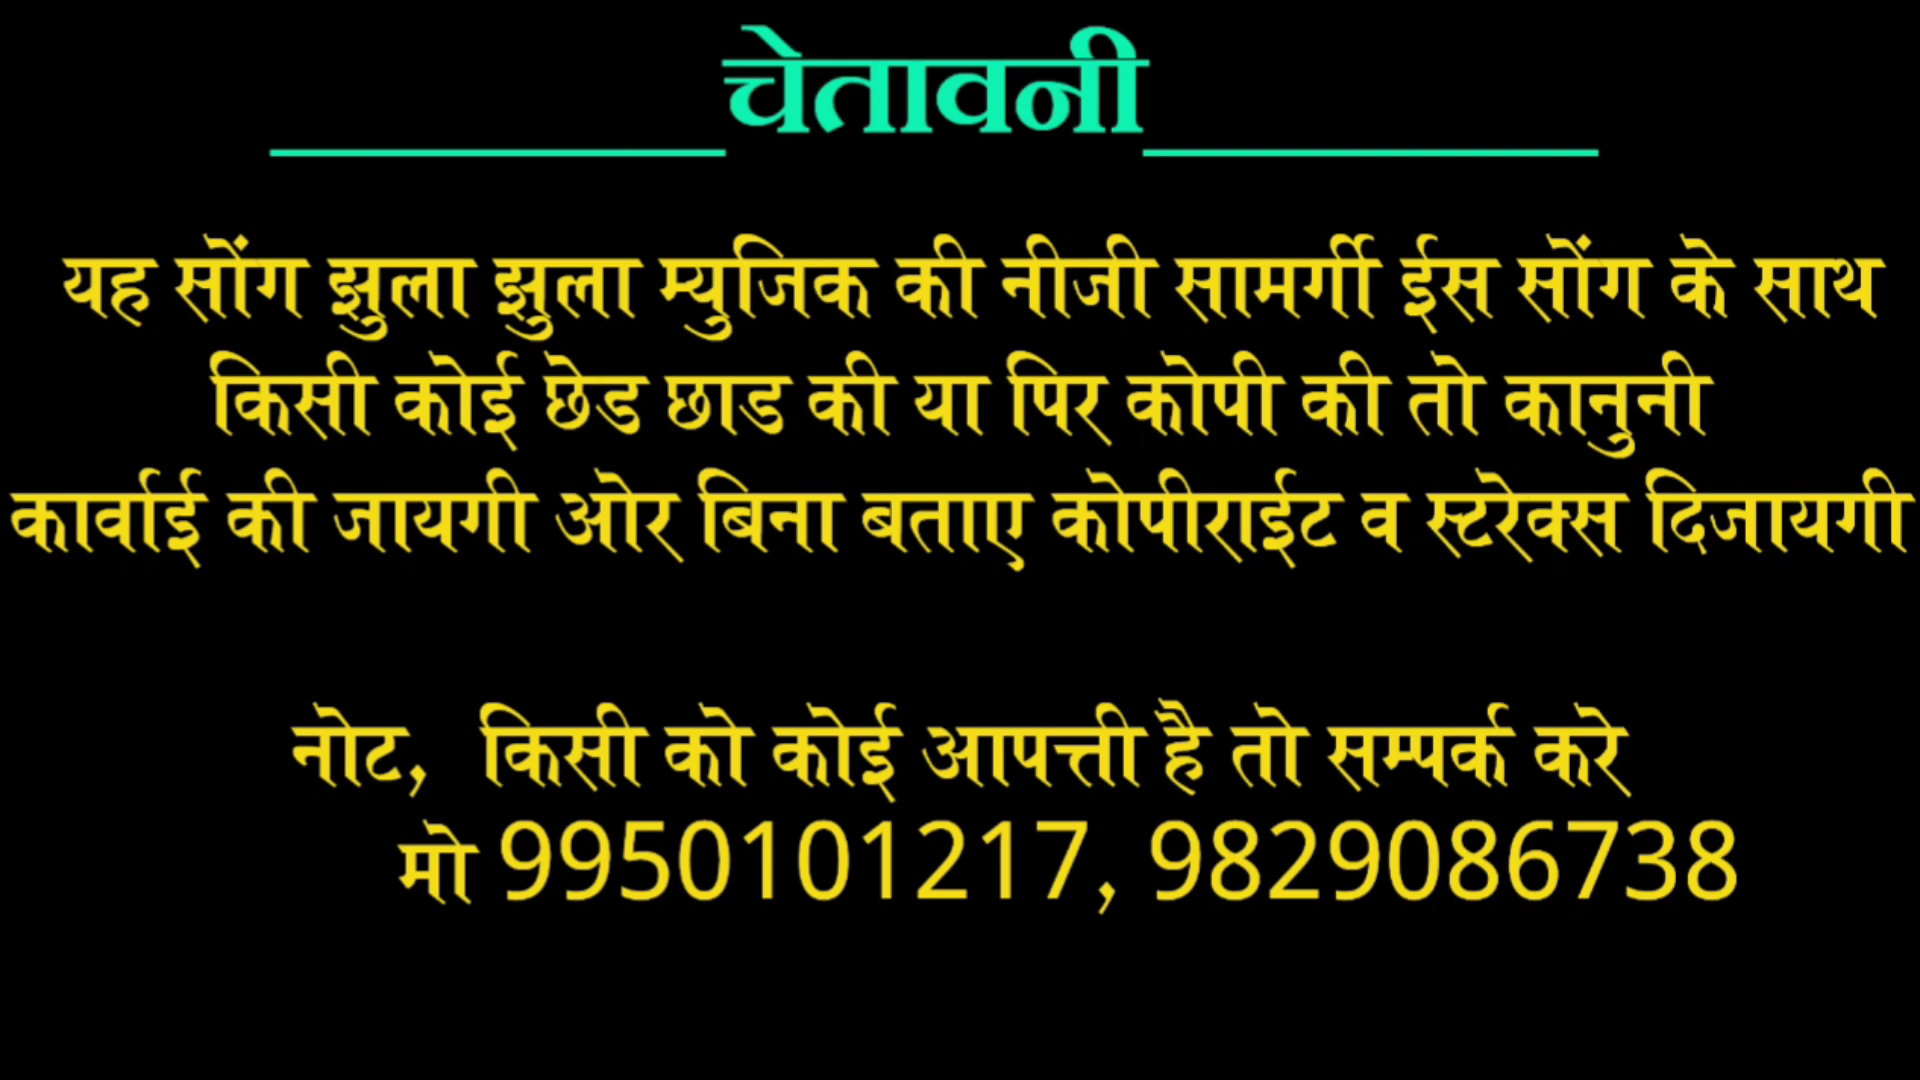 चेतावनी
यह सोंग झुला झुला म्युजिक की नीजी सामर्गी ईस सोंग के साथ
किसी कोई छेड छाड की या पिर कोपी की तो कानुनी
कार्वाई की जायगी ओर बिना बताए कोपीराईट व स्टरेक्स दिजायगी
नोट, किसी को कोई आपत्ती है तो सम्पर्क करे
मो 9950101217, 9829086738